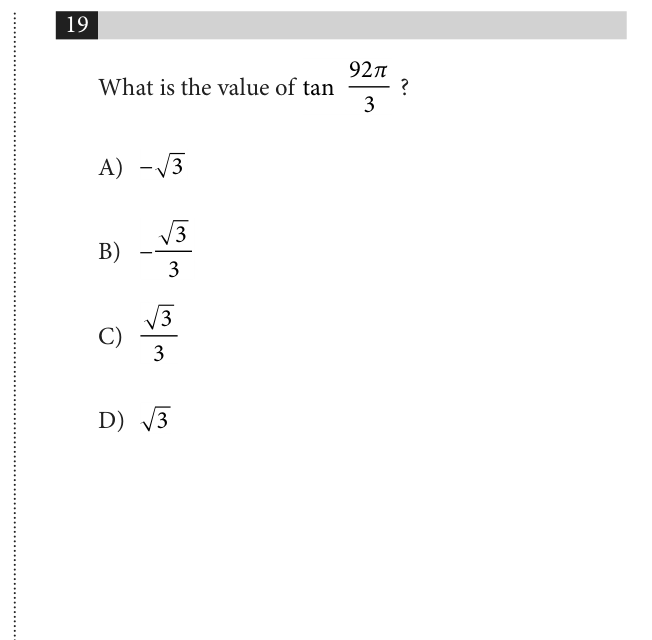 19
What is the value of tan 92π/3 ?
A) −√3
B) −√3/3
C) √3/3
D) √3